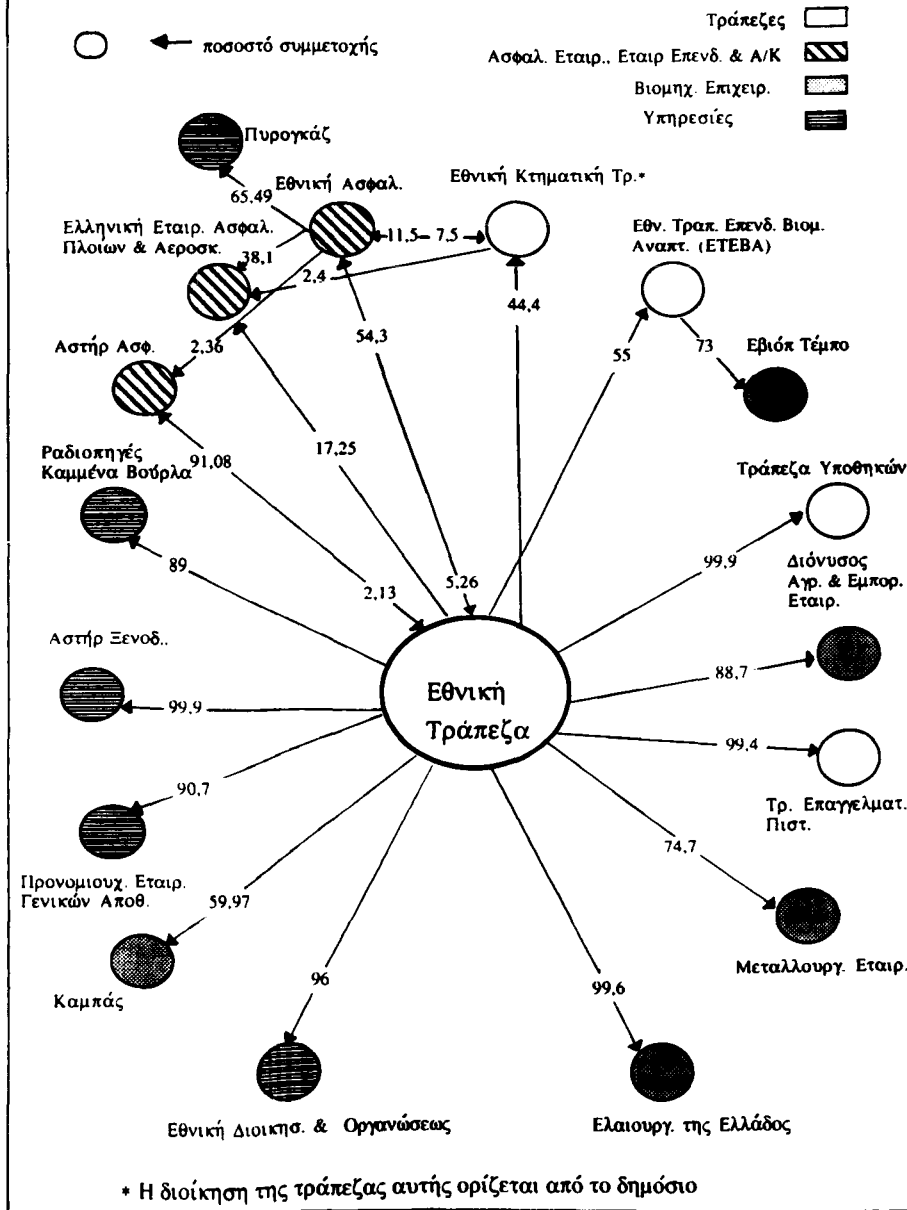 Τράπεζες
ποσοστό συμμετοχής
Ασφαλ. Εταιρ., Εταιρ Επενδ. & Α/Κ
Βιομηχ. Επιχειρ.
Υπηρεσίες
Πυρογκάζ
65,49
Εθνική Ασφαλ.
Εθνική Κτηματική Τρ.*
Ελληνική Εταιρ. Ασφαλ.
Πλοίων & Αεροσκ.
38,1
11,5
7,5
2,4
Εθν. Τραπ. Επενδ. Βιομ.
Αναπτ. (ΕΤΕΒΑ)
44,4
54,3
55
73
Εβιόπ Τέμπο
Αστήρ Ασφ.
2,36
Ραδιοπηγές
Καμμένα Βούρλα
91,08
17,25
Τράπεζα Υποθηκών
89
2,13
5,26
99,9
Διόνυσος
Αγρ. & Εμπορ.
Εταιρ.
Αστήρ Ξενοδ..
99,9
Εθνική
Τράπεζα
88,7
99,4
90,7
Τρ. Επαγγελματ.
Πιστ.
74,7
Προνομιουχ. Εταιρ.
Γενικών Αποθ.
59,97
Μεταλλουργ. Εταιρ.
Καμπάς
96
99,6
Εθνική Διοικησ. & Οργανώσεως
Ελαιουργ. της Ελλάδος
* Η διοίκηση της τράπεζας αυτής ορίζεται από το δημόσιο